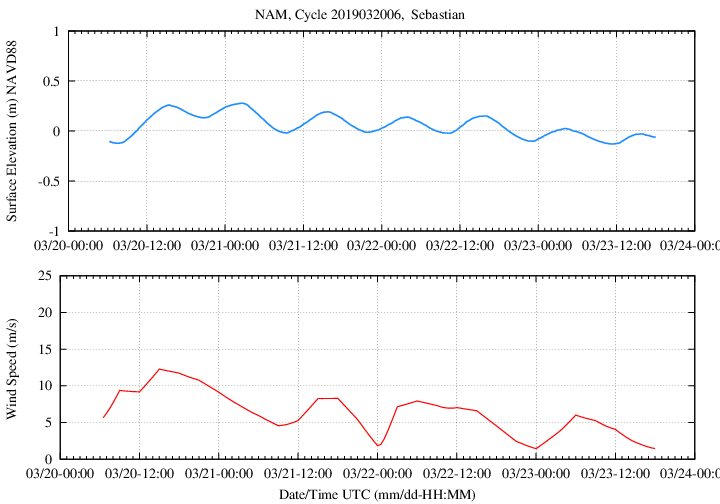 NAM, Cycle 2019032006, Sebastian
Surface Elevation (m) NAVD88
1
0.5
0
-0.5
-1
03/20-00:00 03/20-12:00 03/21-00:00 03/21-12:00 03/22-00:00 03/22-12:00 03/23-00:00 03/23-12:00 03/24-00:0
Wind Speed (m/s)
25
20
15
10
5
0
03/20-00:00 03/20-12:00 03/21-00:00 03/21-12:00 03/22-00:00 03/22-12:00 03/23-00:00 03/23-12:00 03/24-00:0
Date/Time UTC (mm/dd-HH:MM)